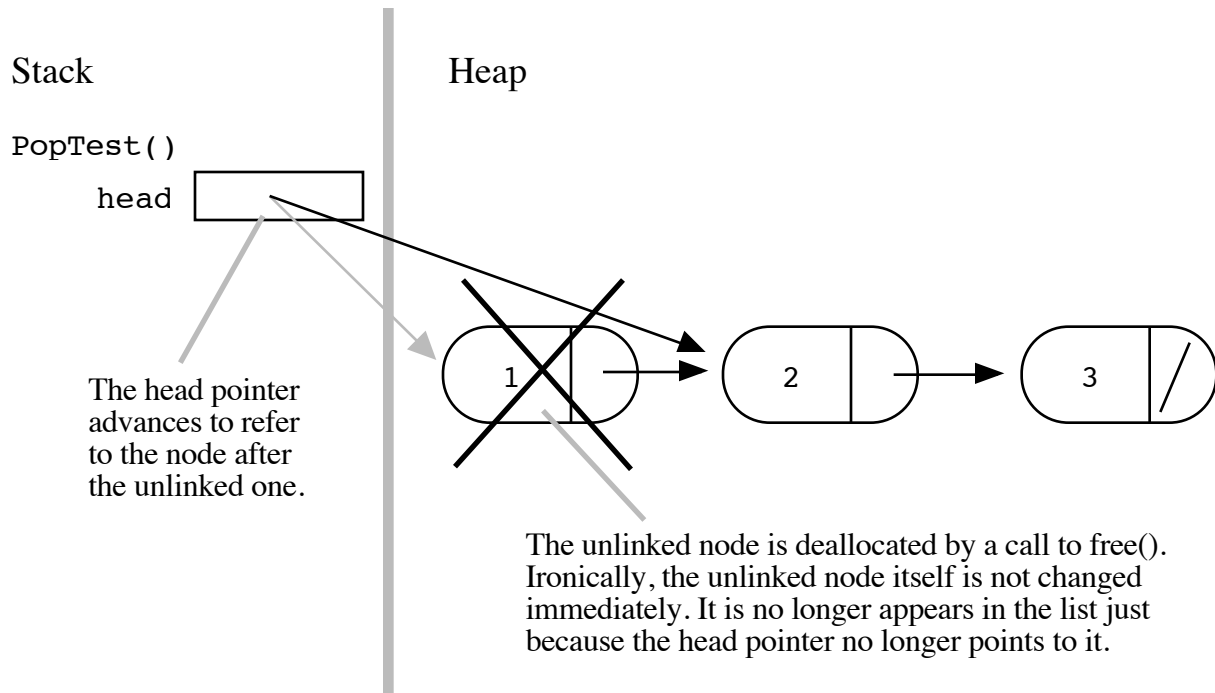 Stack
Heap
PopTest()
head
1
2
3
The head pointer
advances to refer
to the node after
the unlinked one.
The unlinked node is deallocated by a call to free().
Ironically, the unlinked node itself is not changed
immediately. It is no longer appears in the list just
because the head pointer no longer points to it.